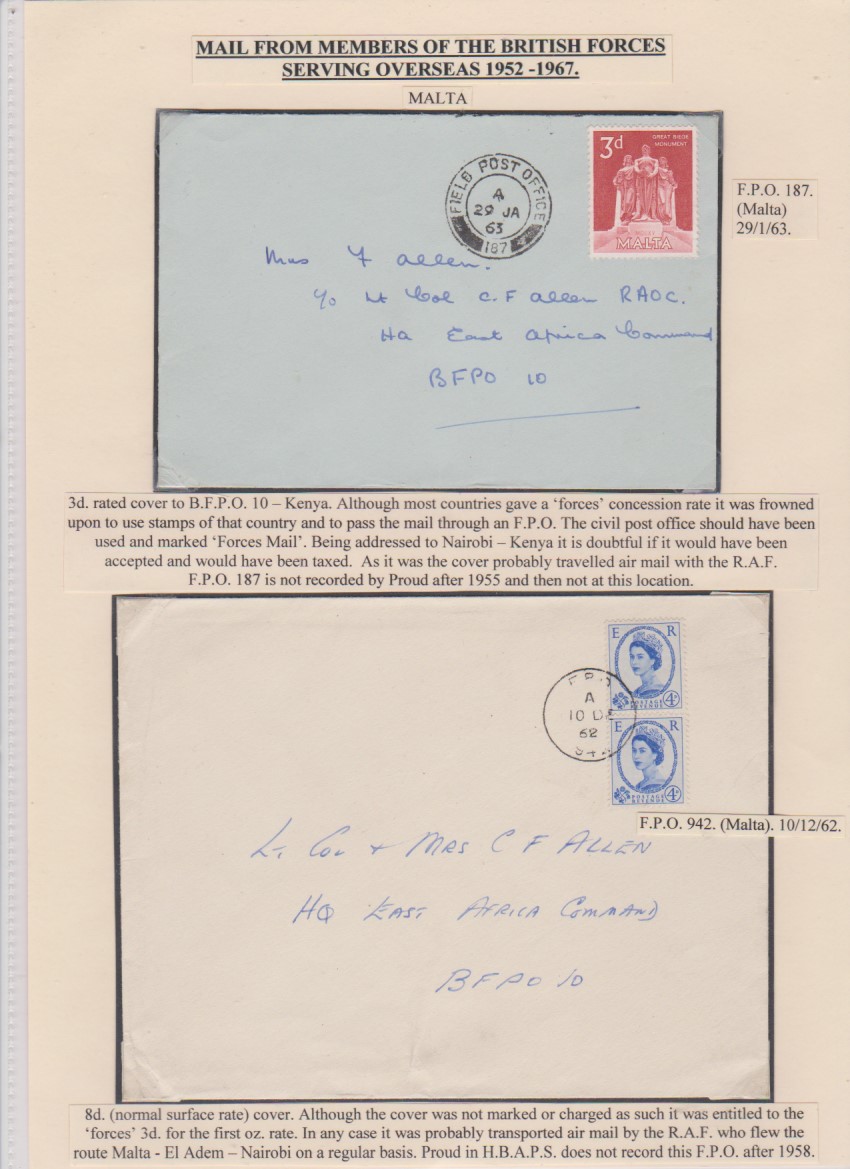 MAIL FROM MEMBERS OF THE BRITISH FORCES
SERVING OVERSEAS 1952 -1967.
MALTA
3d
GREAT SIEGE
MONUMENT
MALTA
FIELD POST OFFICE
A
29 JA
63
187
F.P.O. 187.
(Malta)
29/1/63.
Mrs F Allen.
c/o Lt Col C.F Allen RAOC.
HQ East Africa Command
BFPO 10
3d. rated cover to B.F.P.O. 10 – Kenya. Although most countries gave a ‘forces’ concession rate it was frowned
upon to use stamps of that country and to pass the mail through an F.P.O. The civil post office should have been
used and marked ‘Forces Mail’. Being addressed to Nairobi – Kenya it is doubtful if it would have been
accepted and would have been taxed. As it was the cover probably travelled air mail with the R.A.F.
F.P.O. 187 is not recorded by Proud after 1955 and then not at this location.
E R
POSTAGE
REVENUE
4D
E R
POSTAGE
REVENUE
4D
F.P.O
A
10 DE
62
F.P.O. 942. (Malta). 10/12/62.
Lt Col + Mrs C F ALLEN
HQ EAST AFRICA COMMAND
BFPO 10
8d. (normal surface rate) cover. Although the cover was not marked or charged as such it was entitled to the
‘forces’ 3d. for the first oz. rate. In any case it was probably transported air mail by the R.A.F. who flew the
route Malta - El Adem – Nairobi on a regular basis. Proud in H.B.A.P.S. does not record this F.P.O. after 1958.